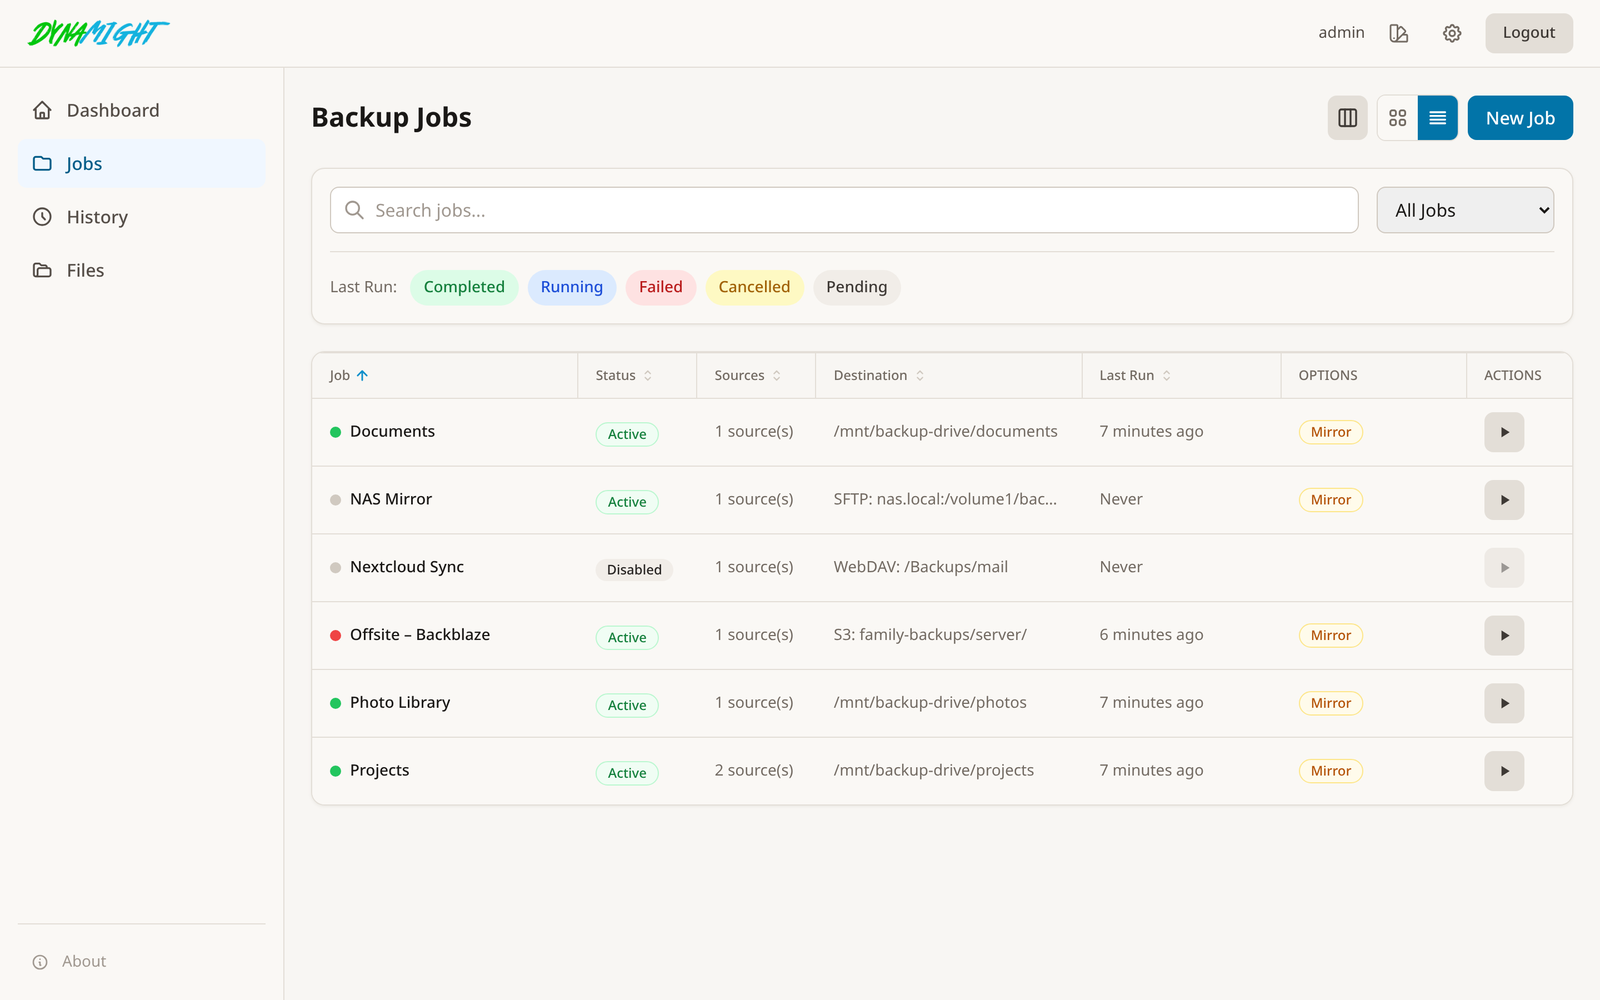 DYNAMIGHT
admin
Logout
Dashboard
Jobs
History
Files
About
Backup Jobs
New Job
Search jobs...
All Jobs
Last Run: Completed Running Failed Cancelled Pending
Job Status Sources Destination Last Run OPTIONS ACTIONS
Documents Active 1 source(s) /mnt/backup-drive/documents 7 minutes ago Mirror
NAS Mirror Active 1 source(s) SFTP: nas.local:/volume1/bac... Never Mirror
Nextcloud Sync Disabled 1 source(s) WebDAV: /Backups/mail Never
Offsite – Backblaze Active 1 source(s) S3: family-backups/server/ 6 minutes ago Mirror
Photo Library Active 1 source(s) /mnt/backup-drive/photos 7 minutes ago Mirror
Projects Active 2 source(s) /mnt/backup-drive/projects 7 minutes ago Mirror